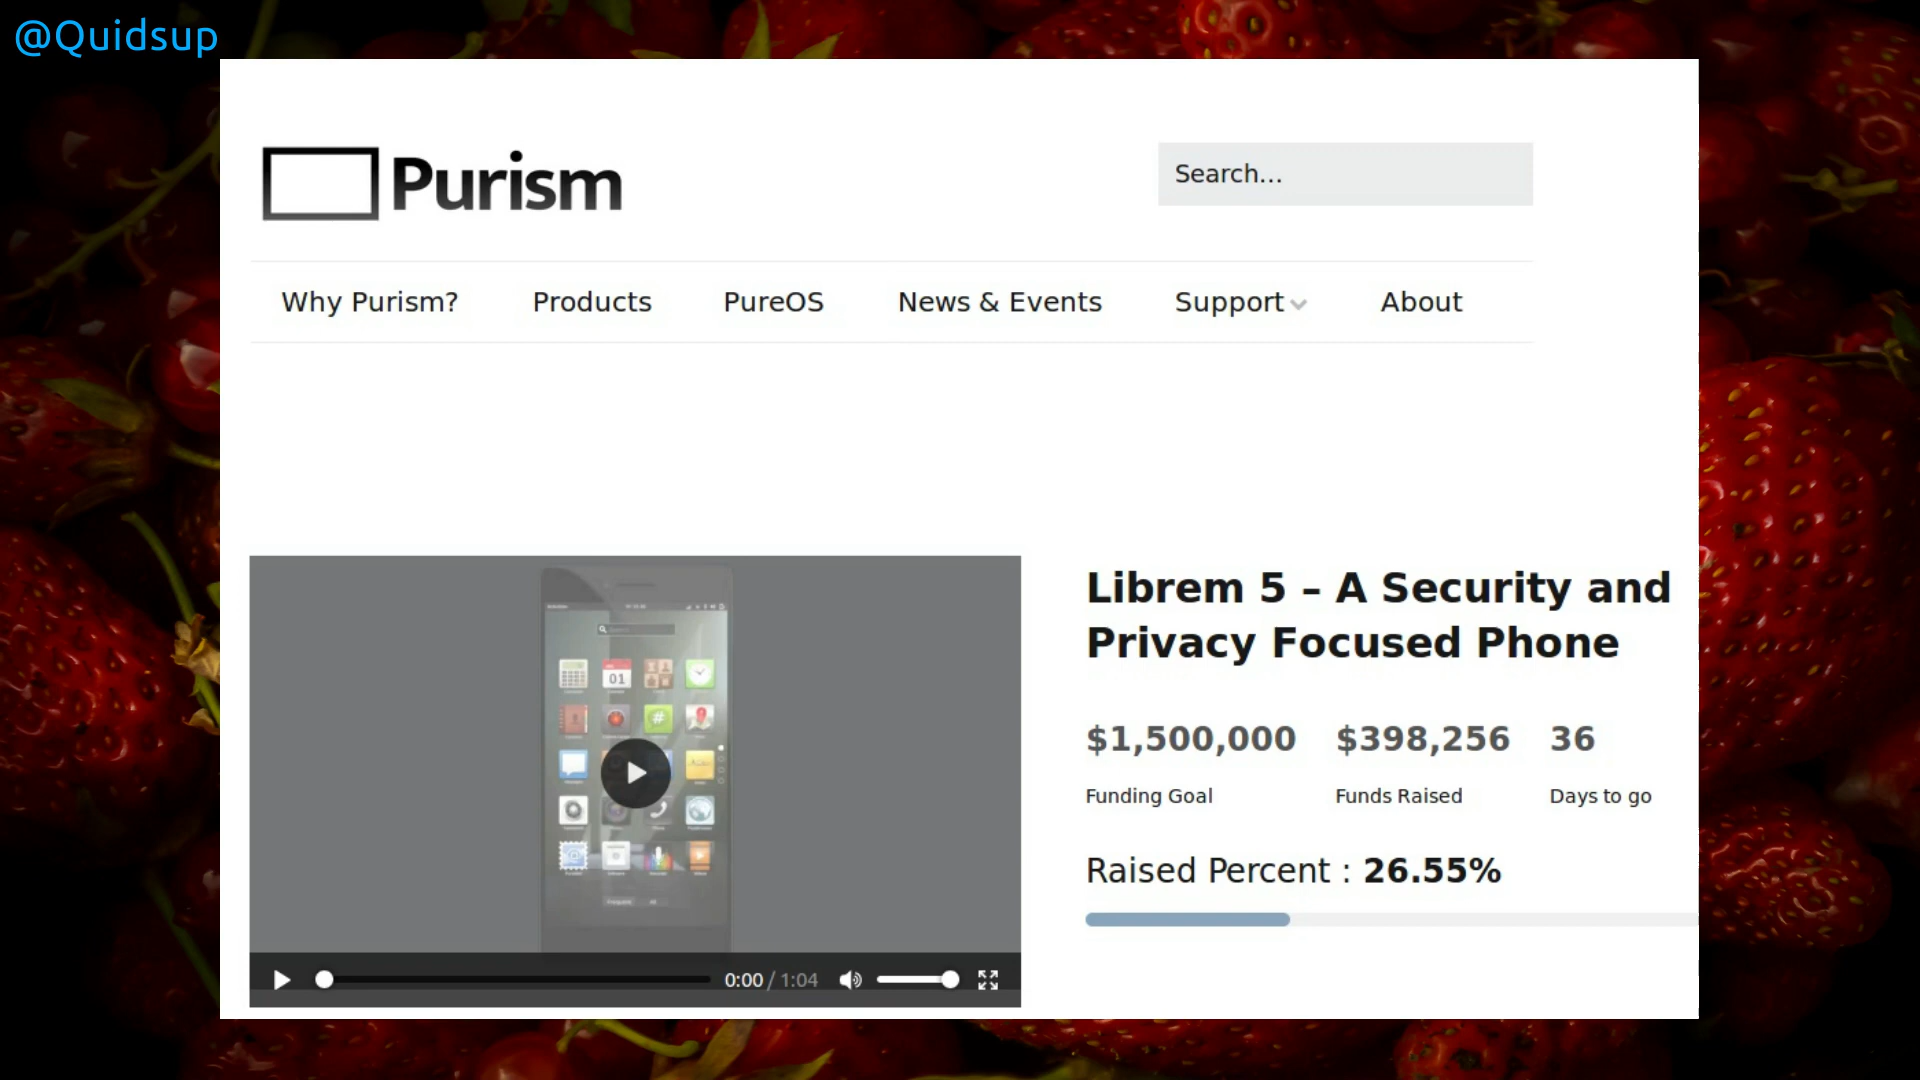 @Quidsup
Purism
Search...
Why Purism? Products PureOS News & Events Support About
Librem 5 – A Security and
Privacy Focused Phone
01
#
$1,500,000 $398,256 36
Funding Goal Funds Raised Days to go
Raised Percent : 26.55%
0:00 / 1:04